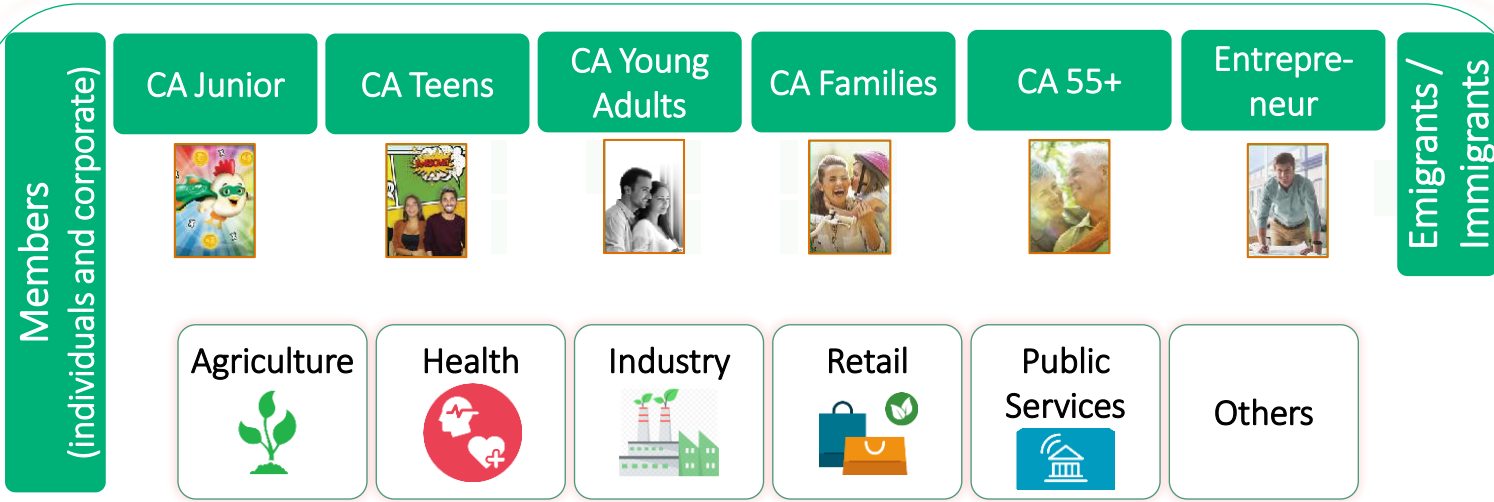 Members
(individuals and corporate)
CA Junior
CA Teens
CA Young
Adults
CA Families
CA 55+
Entrepre-
neur
Emigrants /
Immigrants
AWESOME!
Agriculture
Health
Industry
Retail
Public
Services
Others